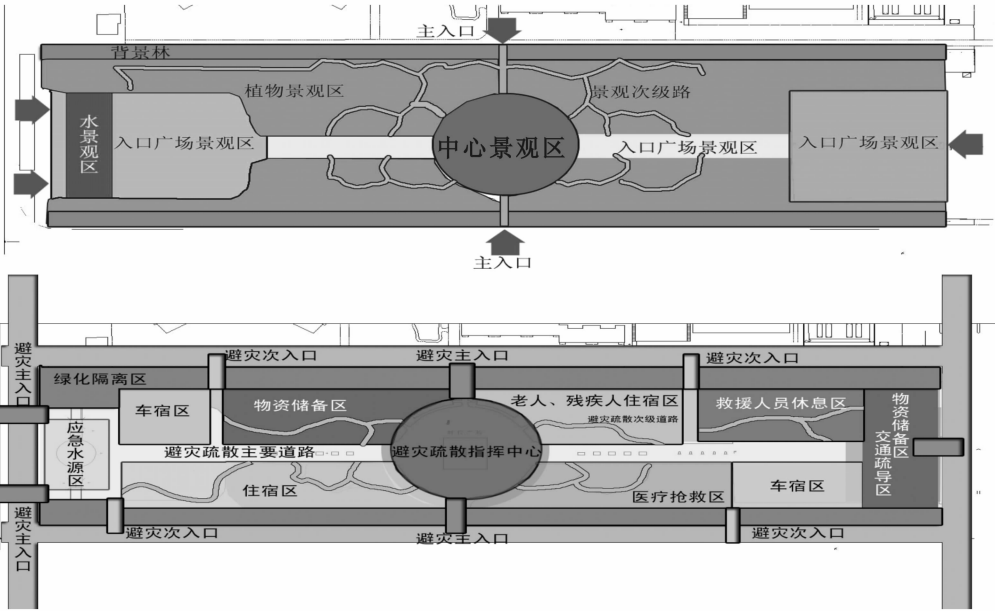 主入口
背景林
植物景观区
景观次级路
水景观区
入口广场景观区
中心景观区
入口广场景观区
入口广场景观区
主入口
避灾主入口
避灾次入口
避灾主入口
避灾次入口
绿化隔离区
车宿区
物资储备区
老人、残疾人住宿区
避灾疏散次级道路
救援人员休息区
物资储备区
交通疏导区
应急水源区
避灾疏散主要道路
避灾疏散指挥中心
住宿区
医疗抢救区
车宿区
避灾主入口
避灾次入口
避灾主入口
避灾次入口